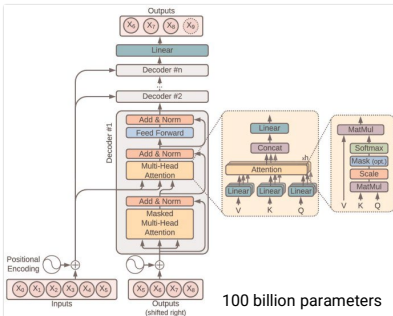 Outputs
X₆ X₇ X₈ X₉
Linear
Decoder #n
Decoder #2
Decoder #1
Add & Norm
Feed Forward
Add & Norm
Multi-Head
Attention
Add & Norm
Masked
Multi-Head
Attention
Positional
Encoding
X₀ X₁ X₂ X₃ X₄ X₅
Inputs
X₅ X₆ X₇ X₈
Outputs
(shifted right)
Linear
Concat
Attention
h
Linear Linear Linear
V K Q
MatMul
Softmax
Mask (opt.)
Scale
MatMul
V K Q
100 billion parameters